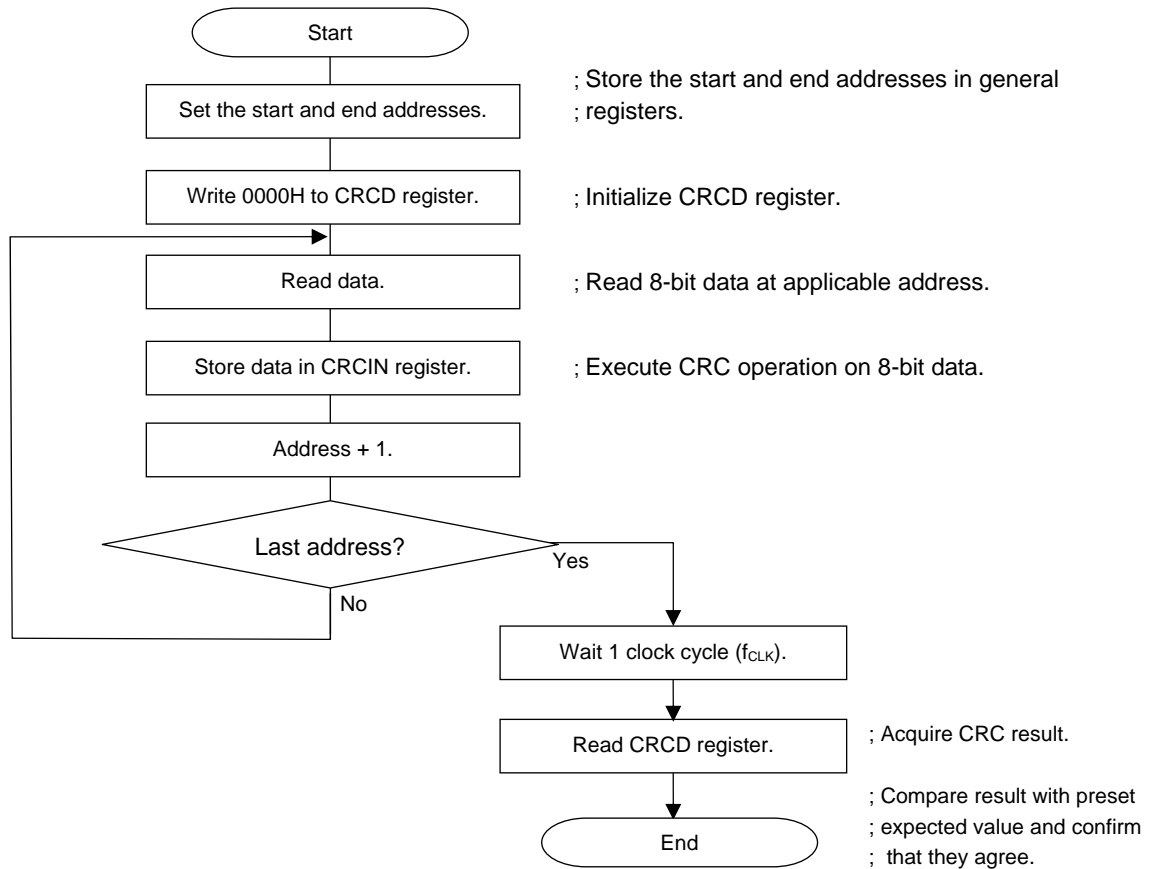 Start
Set the start and end addresses.
; Store the start and end addresses in general
; registers.
Write 0000H to CRCD register.
; Initialize CRCD register.
Read data.
; Read 8-bit data at applicable address.
Store data in CRCIN register.
; Execute CRC operation on 8-bit data.
Address + 1.
Last address?
Yes
No
Wait 1 clock cycle (fCLK).
Read CRCD register.
; Acquire CRC result.
End
; Compare result with preset
; expected value and confirm
; that they agree.